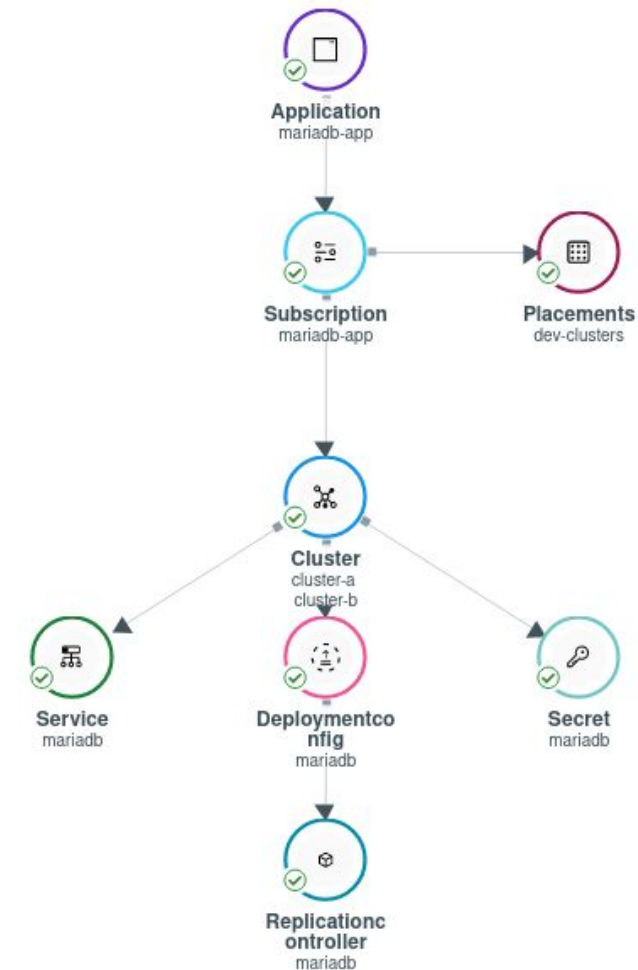 Application
mariadb-app
Subscription
mariadb-app
Placements
dev-clusters
Cluster
cluster-a
cluster-b
Service
mariadb
Deploymentco
nfig
mariadb
Secret
mariadb
Replicationc
ontroller
mariadb